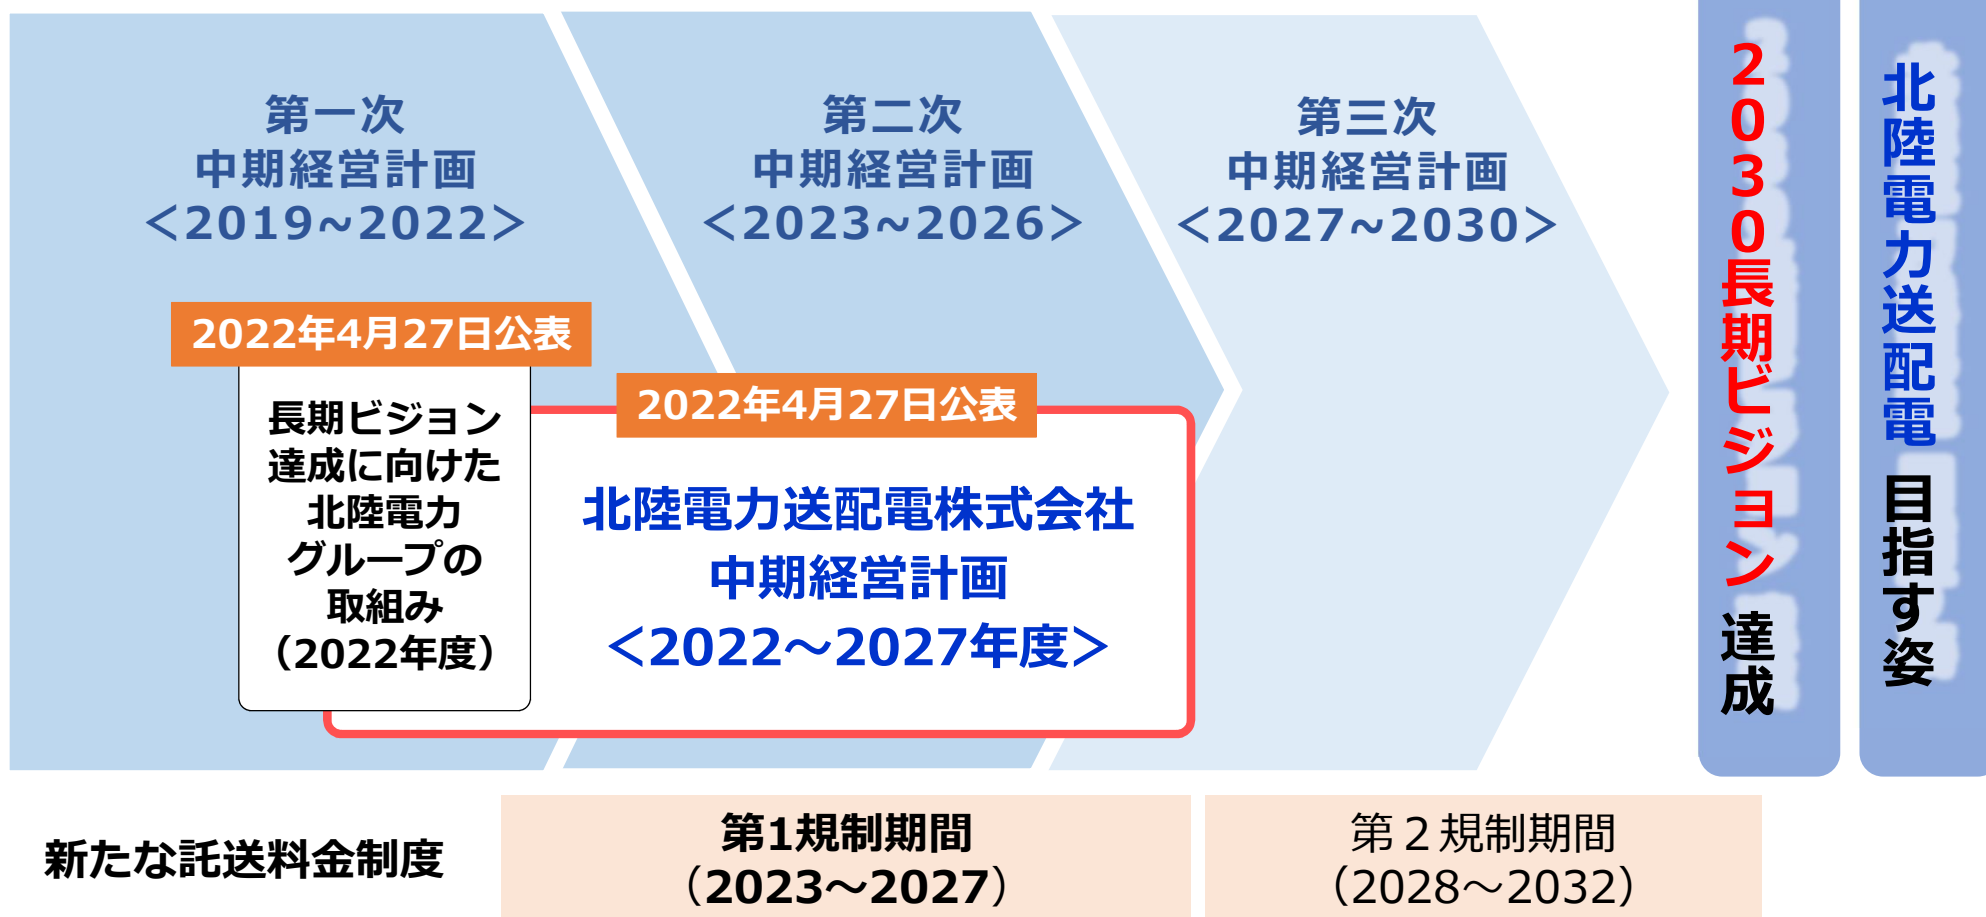 第一次
中期経営計画
＜2019~2022＞
第二次
中期経営計画
＜2023~2026＞
第三次
中期経営計画
＜2027~2030＞
2022年4月27日公表
長期ビジョン
達成に向けた
北陸電力
グループの
取組み
（2022年度）
2022年4月27日公表
北陸電力送配電株式会社
中期経営計画
＜2022～2027年度＞
２０３０長期ビジョン 達成
北陸電力送配電 目指す姿
新たな託送料金制度
第1規制期間
（2023～2027）
第２規制期間
（2028～2032）